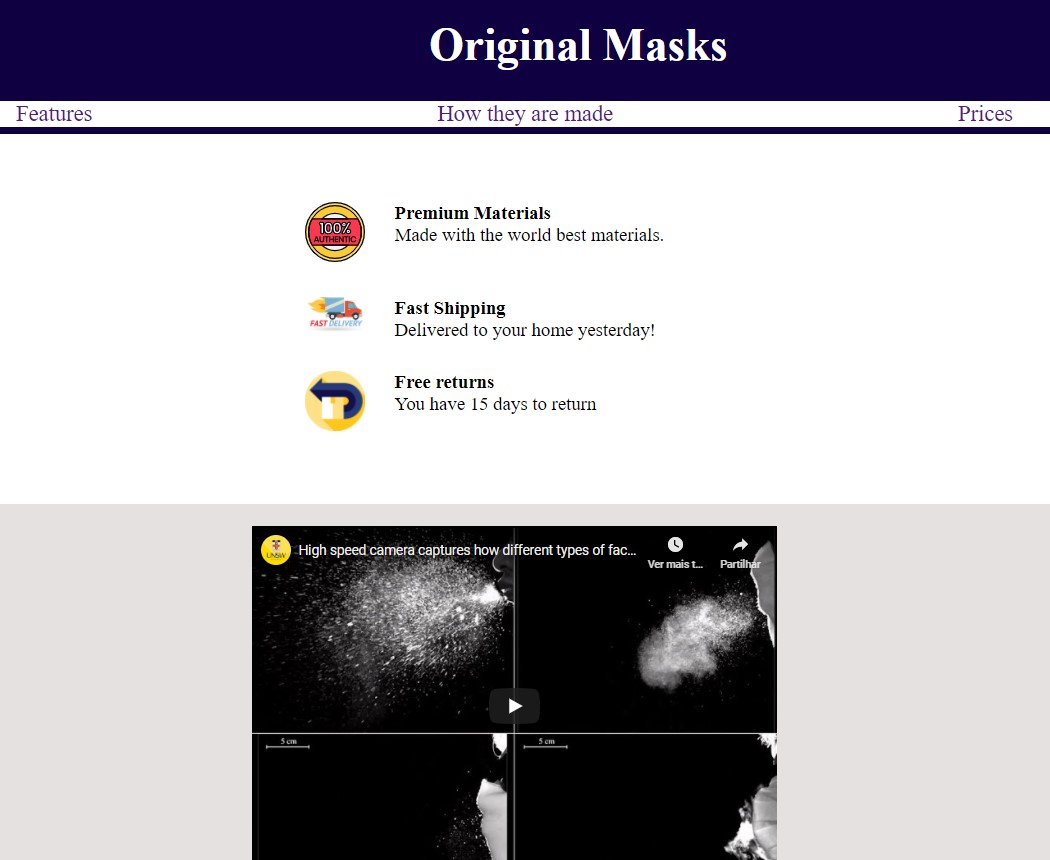 Original Masks
Features How they are made Prices
100%
AUTHENTIC
Premium Materials
Made with the world best materials.
FAST DELIVERY
Fast Shipping
Delivered to your home yesterday!
Free returns
You have 15 days to return
UNSW
High speed camera captures how different types of fac...
Ver mais t... Partilhar
5 cm 5 cm